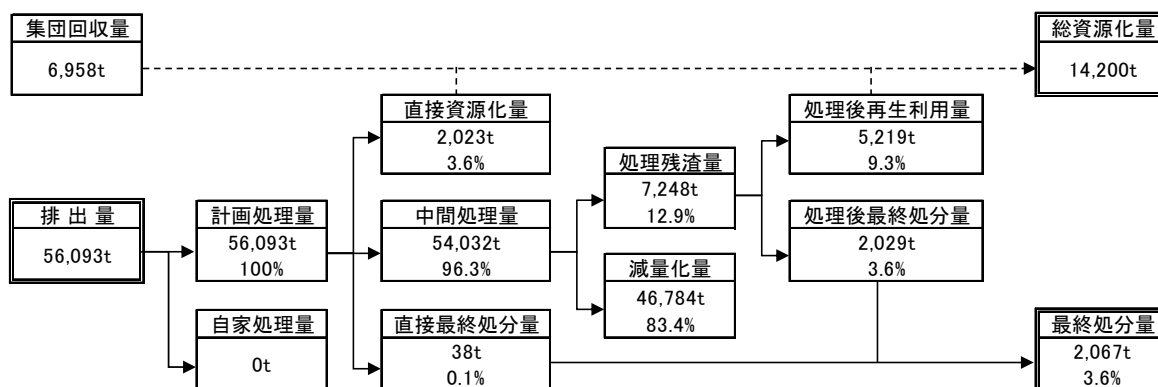 集団回収量
6,958t
総資源化量
14,200t
直接資源化量
2,023t
3.6%
処理後再生利用量
5,219t
9.3%
処理残渣量
7,248t
12.9%
排 出 量
56,093t
計画処理量
56,093t
100%
中間処理量
54,032t
96.3%
処理後最終処分量
2,029t
3.6%
減量化量
46,784t
83.4%
自家処理量
0t
直接最終処分量
38t
0.1%
最終処分量
2,067t
3.6%